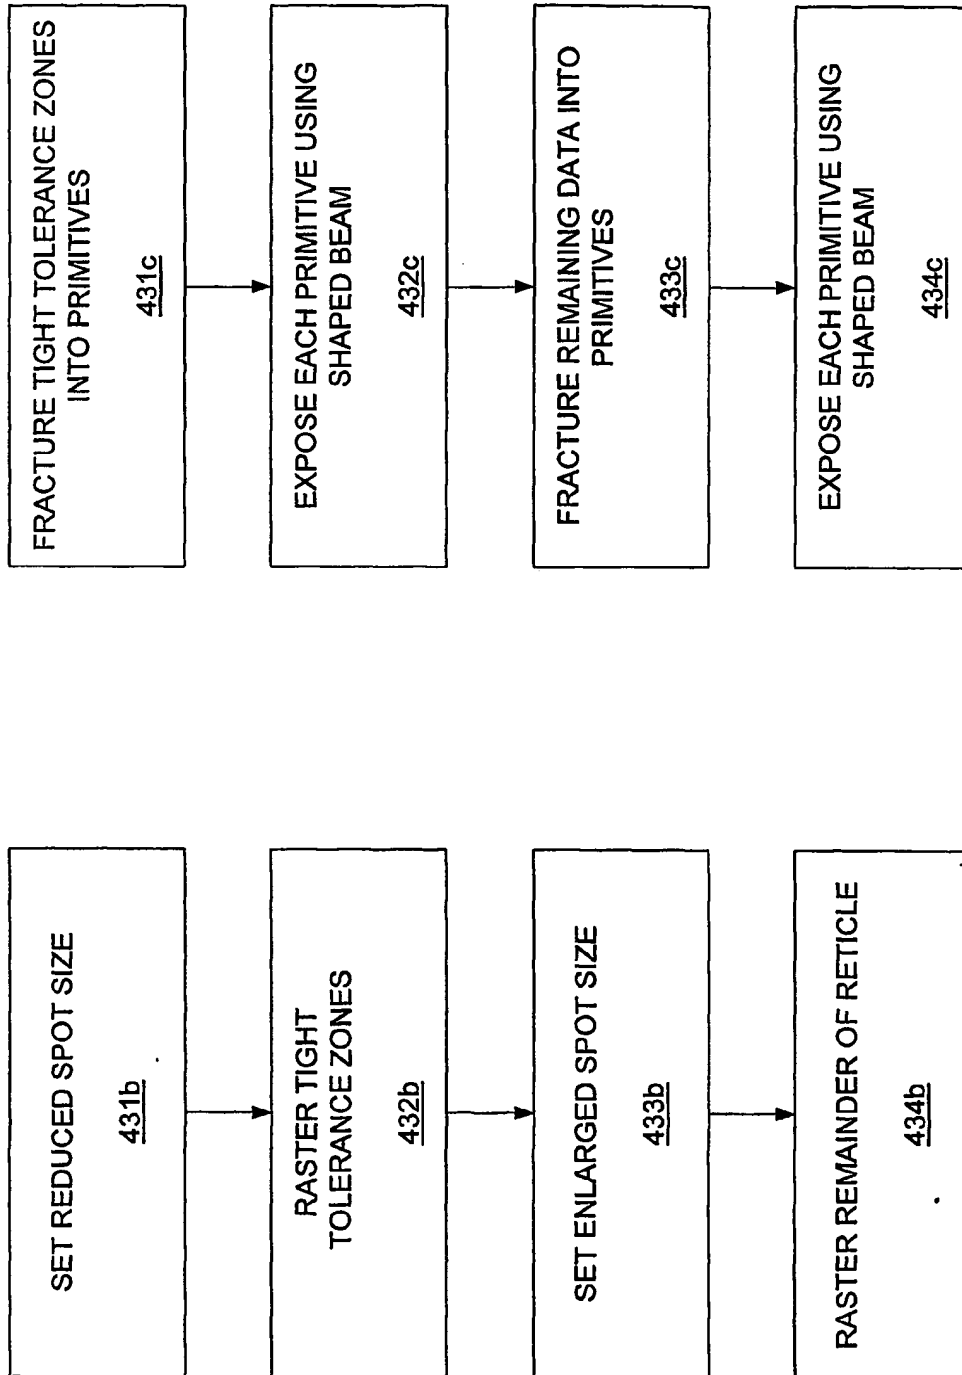 SET REDUCED SPOT SIZE
431b
RASTER TIGHT
TOLERANCE ZONES
432b
SET ENLARGED SPOT SIZE
433b
RASTER REMAINDER OF RETICLE
434b
FRACTURE TIGHT TOLERANCE ZONES
INTO PRIMITIVES
431c
EXPOSE EACH PRIMITIVE USING
SHAPED BEAM
432c
FRACTURE REMAINING DATA INTO
PRIMITIVES
433c
EXPOSE EACH PRIMITIVE USING
SHAPED BEAM
434c